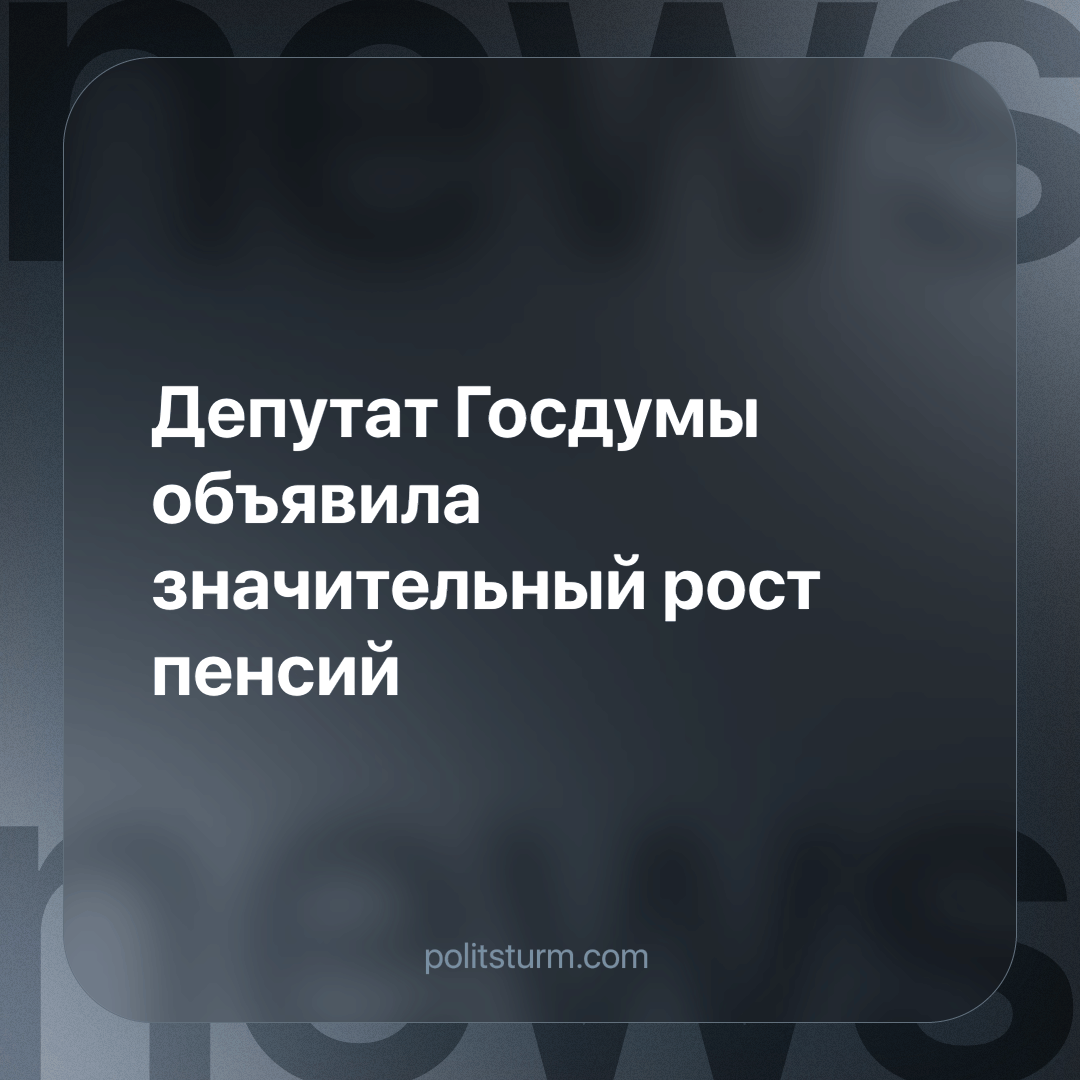 news
Депутат Госдумы
объявила
значительный рост
пенсий
politsturm.com
news